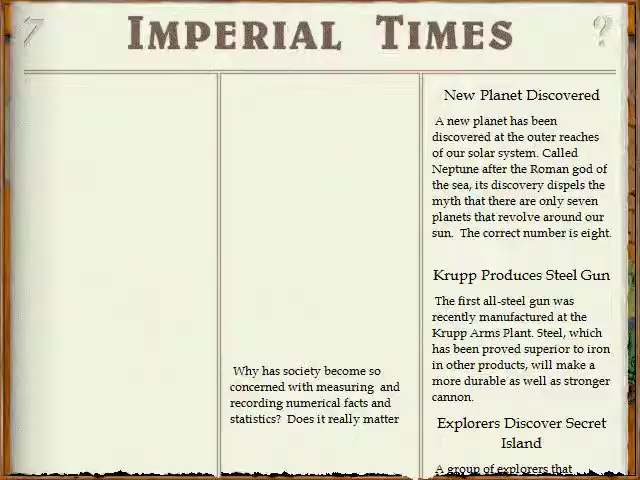 7 IMPERIAL TIMES ?
Why has society become so
concerned with measuring and
recording numerical facts and
statistics? Does it really matter
New Planet Discovered
A new planet has been
discovered at the outer reaches
of our solar system. Called
Neptune after the Roman god of
the sea, its discovery dispels the
myth that there are only seven
planets that revolve around our
sun. The correct number is eight.
Krupp Produces Steel Gun
The first all-steel gun was
recently manufactured at the
Krupp Arms Plant. Steel, which
has been proved superior to iron
in other products, will make a
more durable as well as stronger
cannon.
Explorers Discover Secret
Island
A group of explorers that